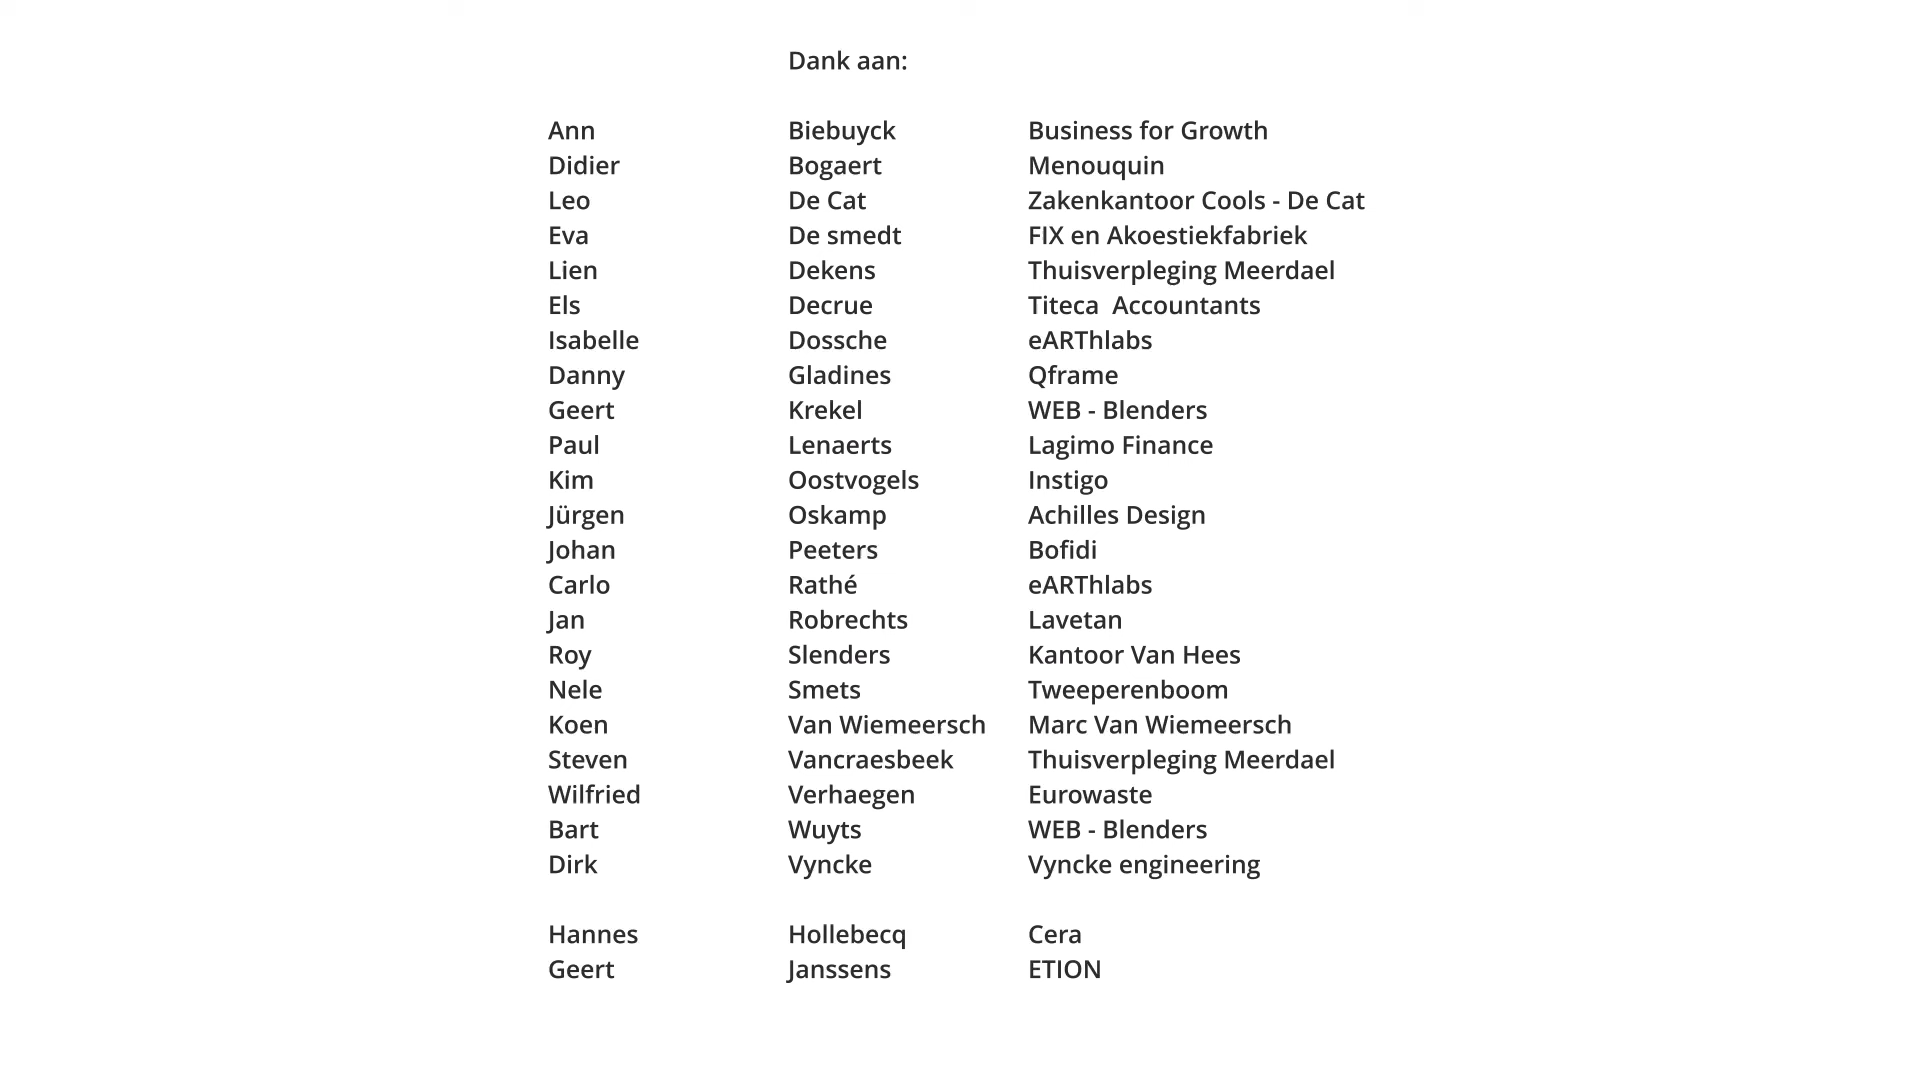 Dank aan:
Ann Biebuyck Business for Growth
Didier Bogaert Menouquin
Leo De Cat Zakenkantoor Cools - De Cat
Eva De smedt FIX en Akoestiekfabriek
Lien Dekens Thuisverpleging Meerdael
Els Decrue Titeca  Accountants
Isabelle Dossche eARThlabs
Danny Gladines Qframe
Geert Krekel WEB - Blenders
Paul Lenaerts Lagimo Finance
Kim Oostvogels Instigo
Jürgen Oskamp Achilles Design
Johan Peeters Bofidi
Carlo Rathé eARThlabs
Jan Robrechts Lavetan
Roy Slenders Kantoor Van Hees
Nele Smets Tweeperenboom
Koen Van Wiemeersch Marc Van Wiemeersch
Steven Vancraesbeek Thuisverpleging Meerdael
Wilfried Verhaegen Eurowaste
Bart Wuyts WEB - Blenders
Dirk Vyncke Vyncke engineering
Hannes Hollebecq Cera
Geert Janssens ETION